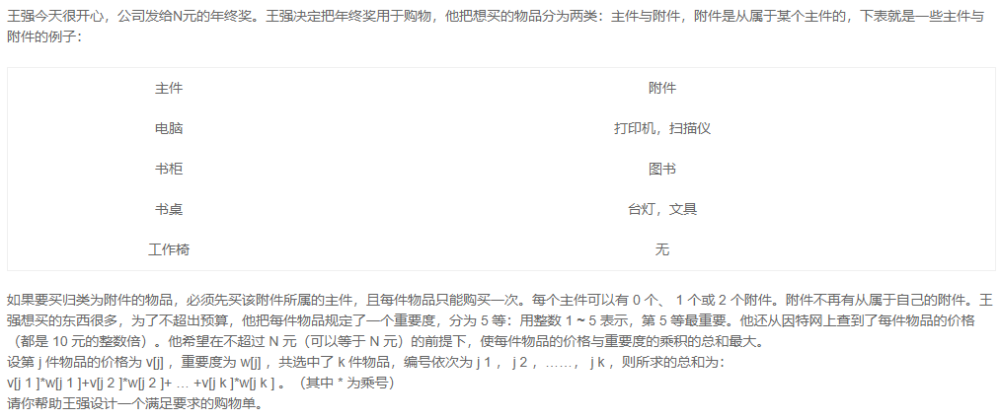 王强今天很开心，公司发给N元的年终奖。王强决定把年终奖用于购物，他把想买的物品分为两类：主件与附件，附件是从属于某个主件的，下表就是一些主件与
附件的例子：
主件 附件
电脑 打印机，扫描仪
书柜 图书
书桌 台灯，文具
工作椅 无
如果要买归类为附件的物品，必须先买该附件所属的主件，且每件物品只能购买一次。每个主件可以有 0 个、 1 个或 2 个附件。附件不再有从属于自己的附件。王
强想买的东西很多，为了不超出预算，他把每件物品规定了一个重要度，分为 5 等：用整数 1 ~ 5 表示，第 5 等最重要。他还从因特网上查到了每件物品的价格
（都是 10 元的整数倍）。他希望在不超过 N 元（可以等于 N 元）的前提下，使每件物品的价格与重要度的乘积的总和最大。
设第 j 件物品的价格为 v[j] ，重要度为 w[j] ，共选中了 k 件物品，编号依次为 j 1 ， j 2 ，……， j k ，则所求的总和为：
v[j 1 ]*w[j 1 ]+v[j 2 ]*w[j 2 ]+ … +v[j k ]*w[j k ] 。（其中 * 为乘号）
请你帮助王强设计一个满足要求的购物单。